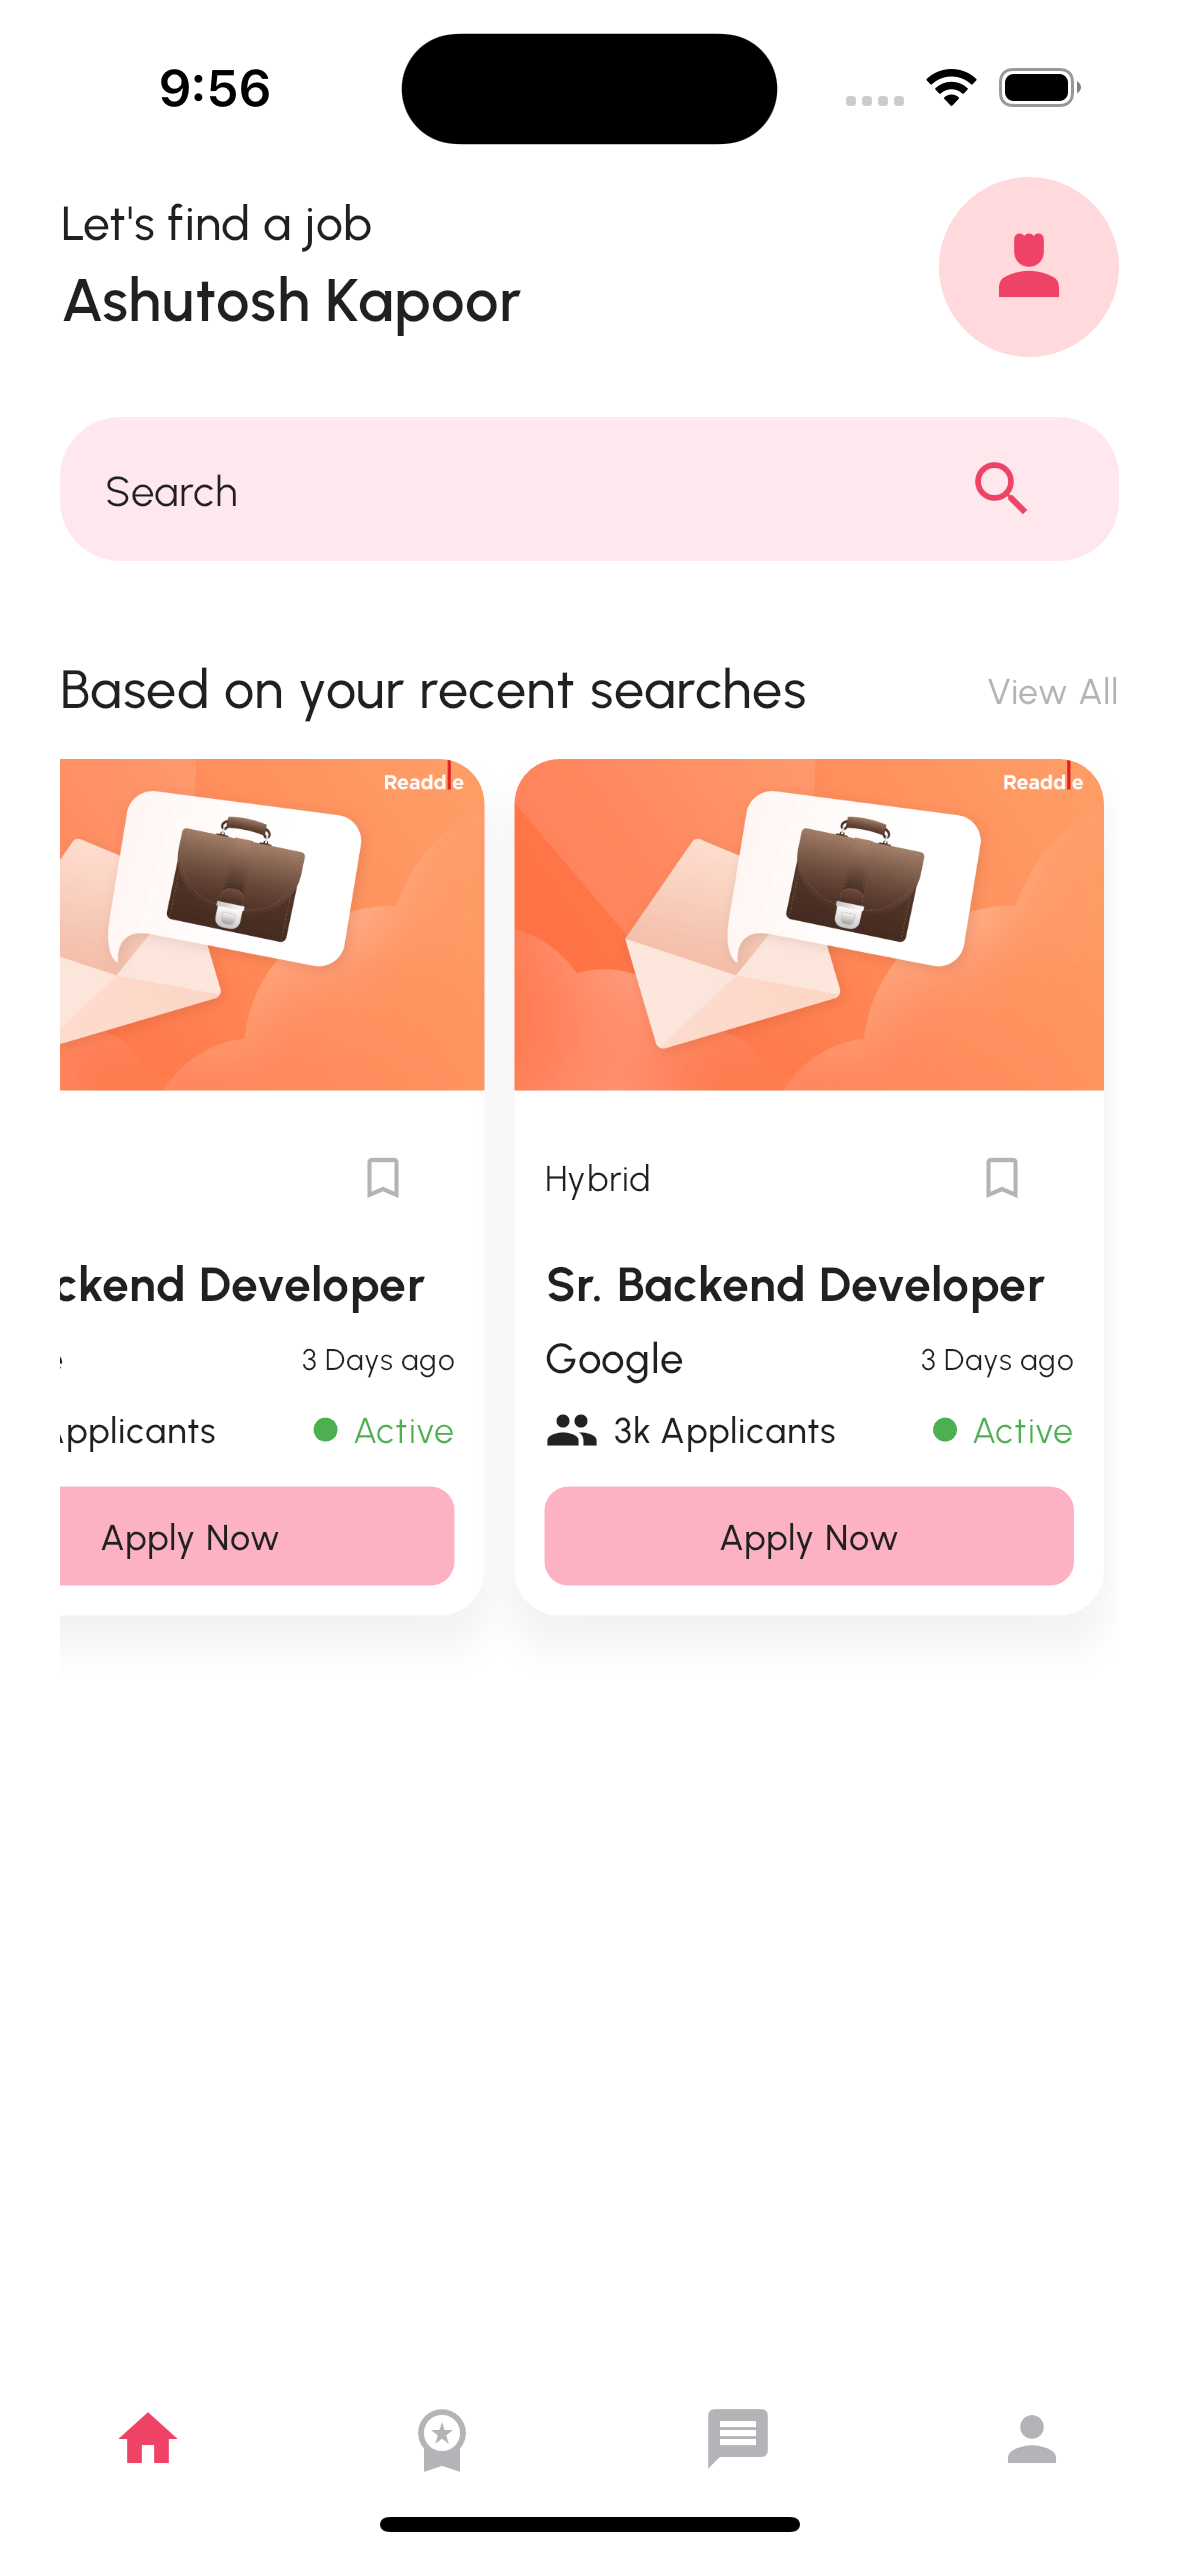 9:56
Let's find a job
Ashutosh Kapoor
Search
Based on your recent searches
View All
Readdle
Readdle
Hybrid
ckend Developer
Sr. Backend Developer
3 Days ago
Google
3 Days ago
Applicants
Active
3k Applicants
Active
Apply Now
Apply Now